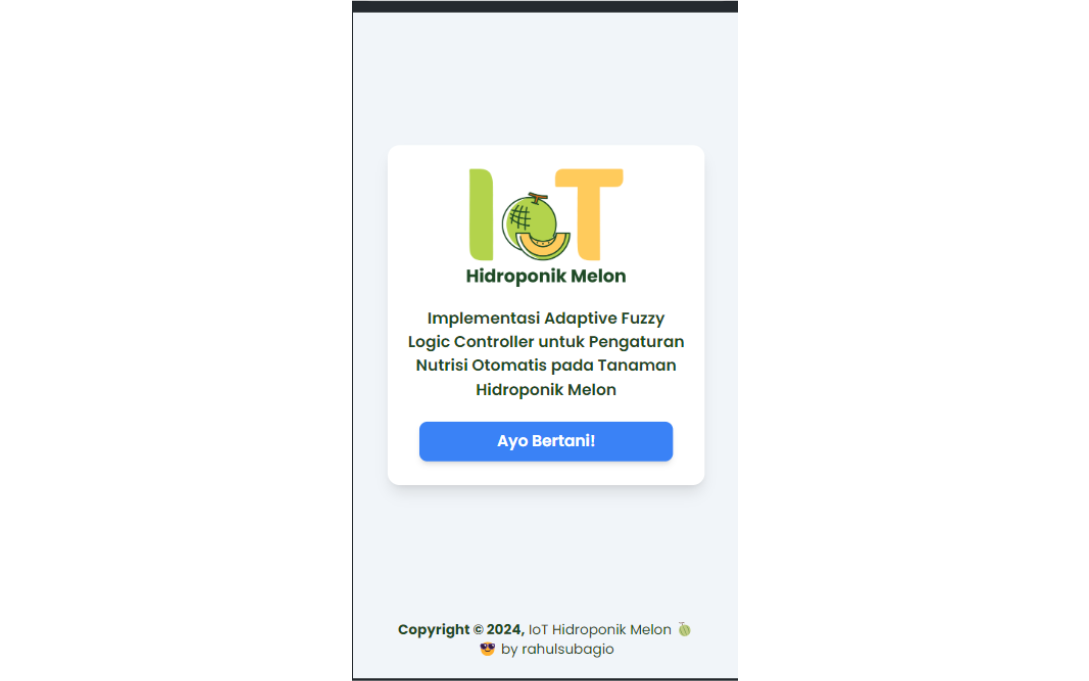 IoT
Hidroponik Melon
Implementasi Adaptive Fuzzy
Logic Controller untuk Pengaturan
Nutrisi Otomatis pada Tanaman
Hidroponik Melon
Ayo Bertani!
Copyright © 2024, IoT Hidroponik Melon 🍈
😎 by rahulsubagio